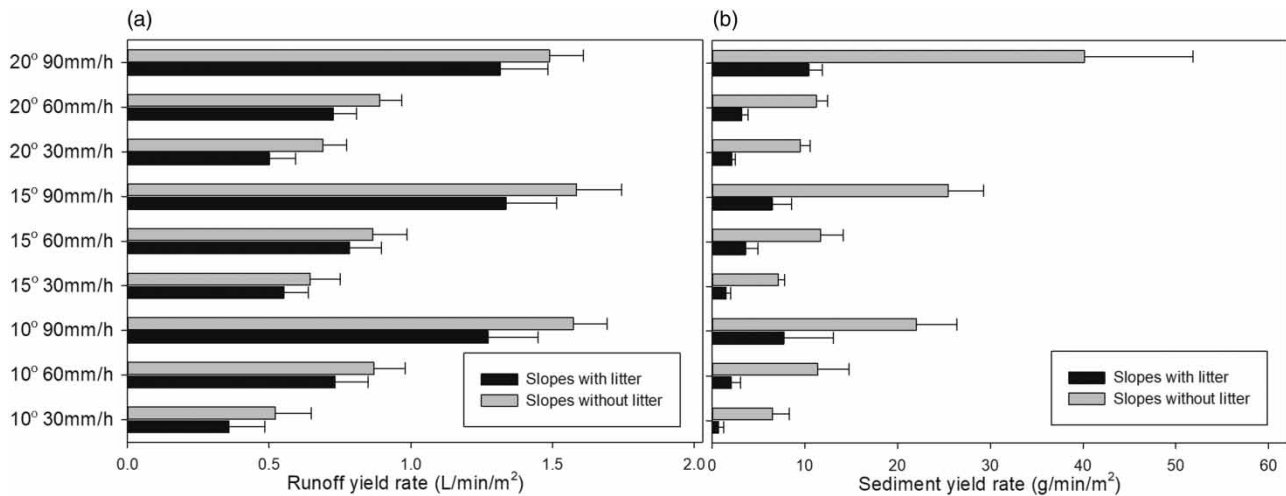 (a)
(b)
20° 90mm/h
20° 60mm/h
20° 30mm/h
15° 90mm/h
15° 60mm/h
15° 30mm/h
10° 90mm/h
10° 60mm/h
10° 30mm/h
Slopes with litter
Slopes without litter
Slopes with litter
Slopes without litter
0.0 0.5 1.0 1.5 2.0
0 10 20 30 40 50 60
Runoff yield rate (L/min/m²)
Sediment yield rate (g/min/m²)